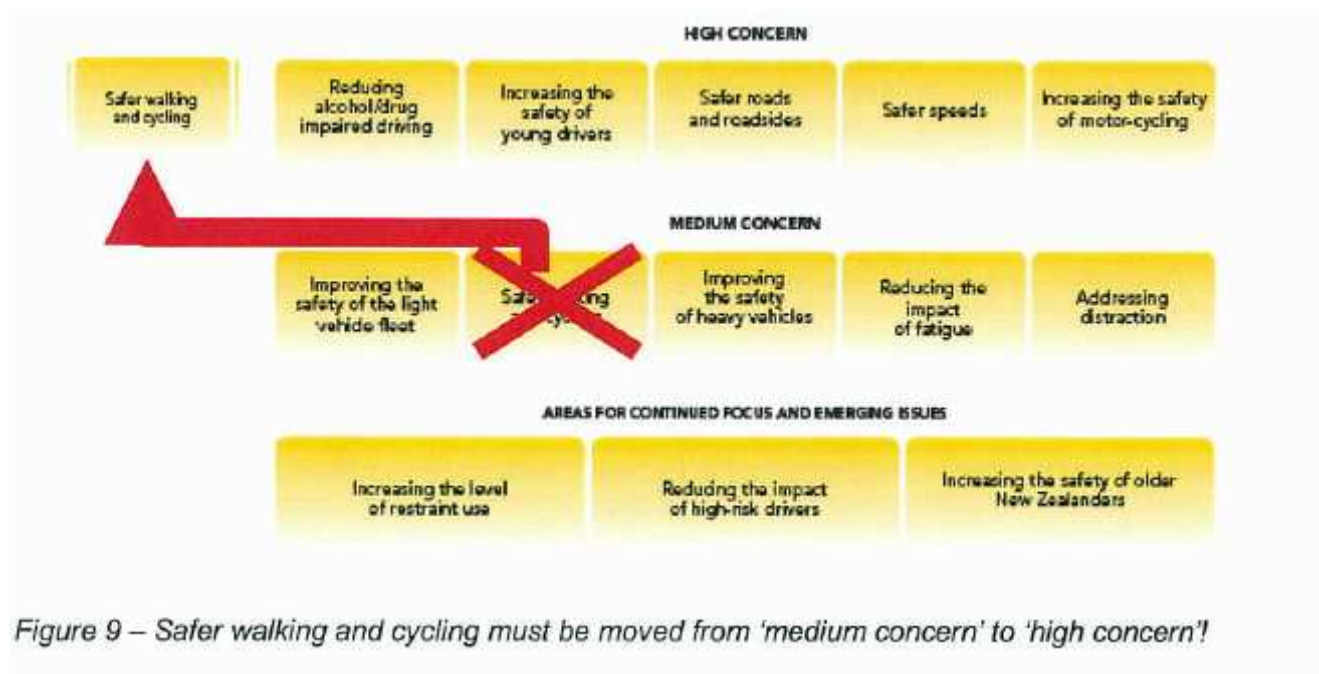 HIGH CONCERN
Safer walking
and cycling
Reducing
alcohol/drug
impaired driving
Increasing the
safety of
young drivers
Safer roads
and roadsides
Safer speeds
Increasing the safety
of motor-cycling
MEDIUM CONCERN
Improving the
safety of the light
vehicle fleet
Improving
the safety
of heavy vehicles
Reducing the
impact
of fatigue
Addressing
distraction
AREAS FOR CONTINUED FOCUS AND EMERGING ISSUES
Increasing the level
of restraint use
Reducing the impact
of high-risk drivers
Increasing the safety of older
New Zealanders
Figure 9 – Safer walking and cycling must be moved from ‘medium concern’ to ‘high concern’!